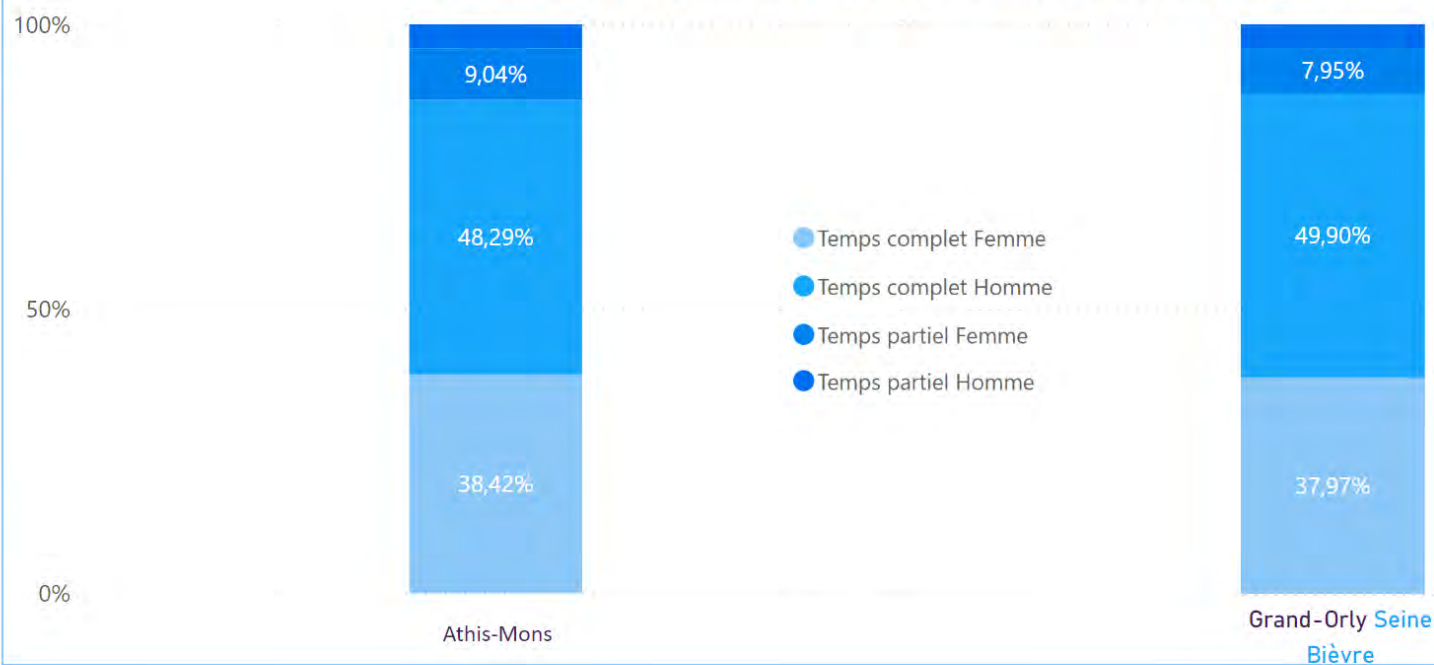 100%
9,04%
7,95%
48,29%
Temps complet Femme
49,90%
Temps complet Homme
50%
Temps partiel Femme
Temps partiel Homme
38,42%
37,97%
0%
Athis-Mons
Grand-Orly Seine
Bièvre